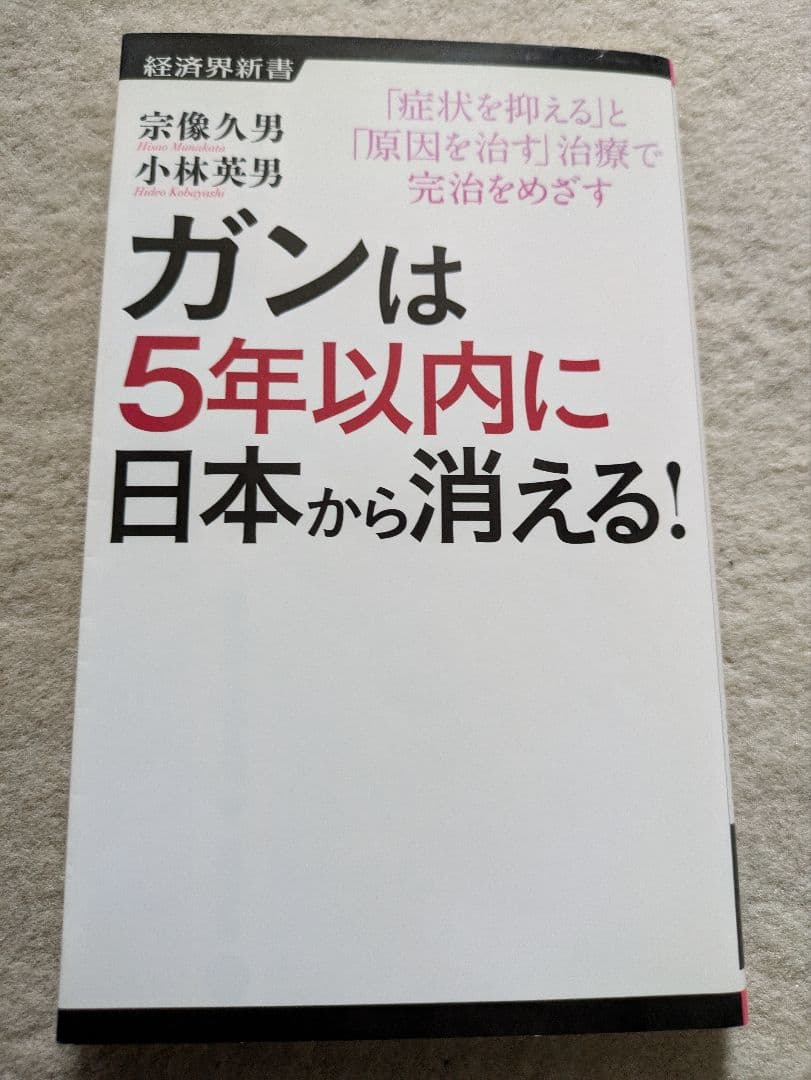 経済界新書
宗像久男
Hisao Munakata
小林英男
Hideo Kobayashi
「症状を抑える」と
「原因を治す」治療で
完治をめざす
ガンは
5年以内に
日本から消える!